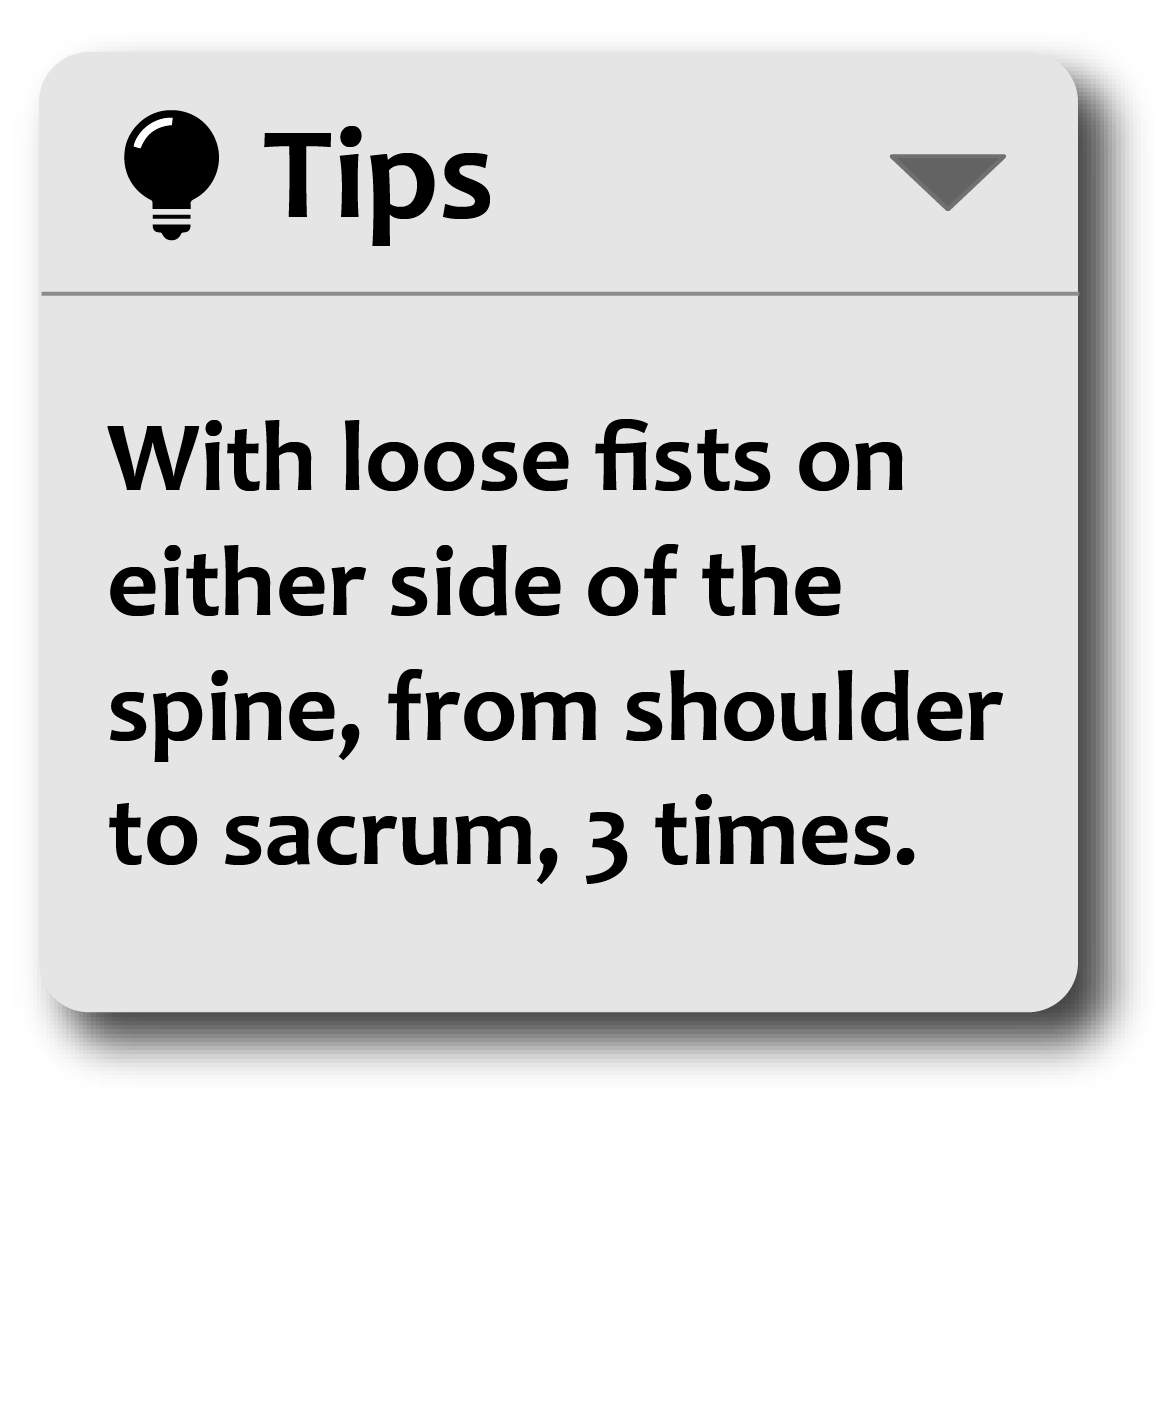 Tips
With loose fists on
either side of the
spine, from shoulder
to sacrum, 3 times.